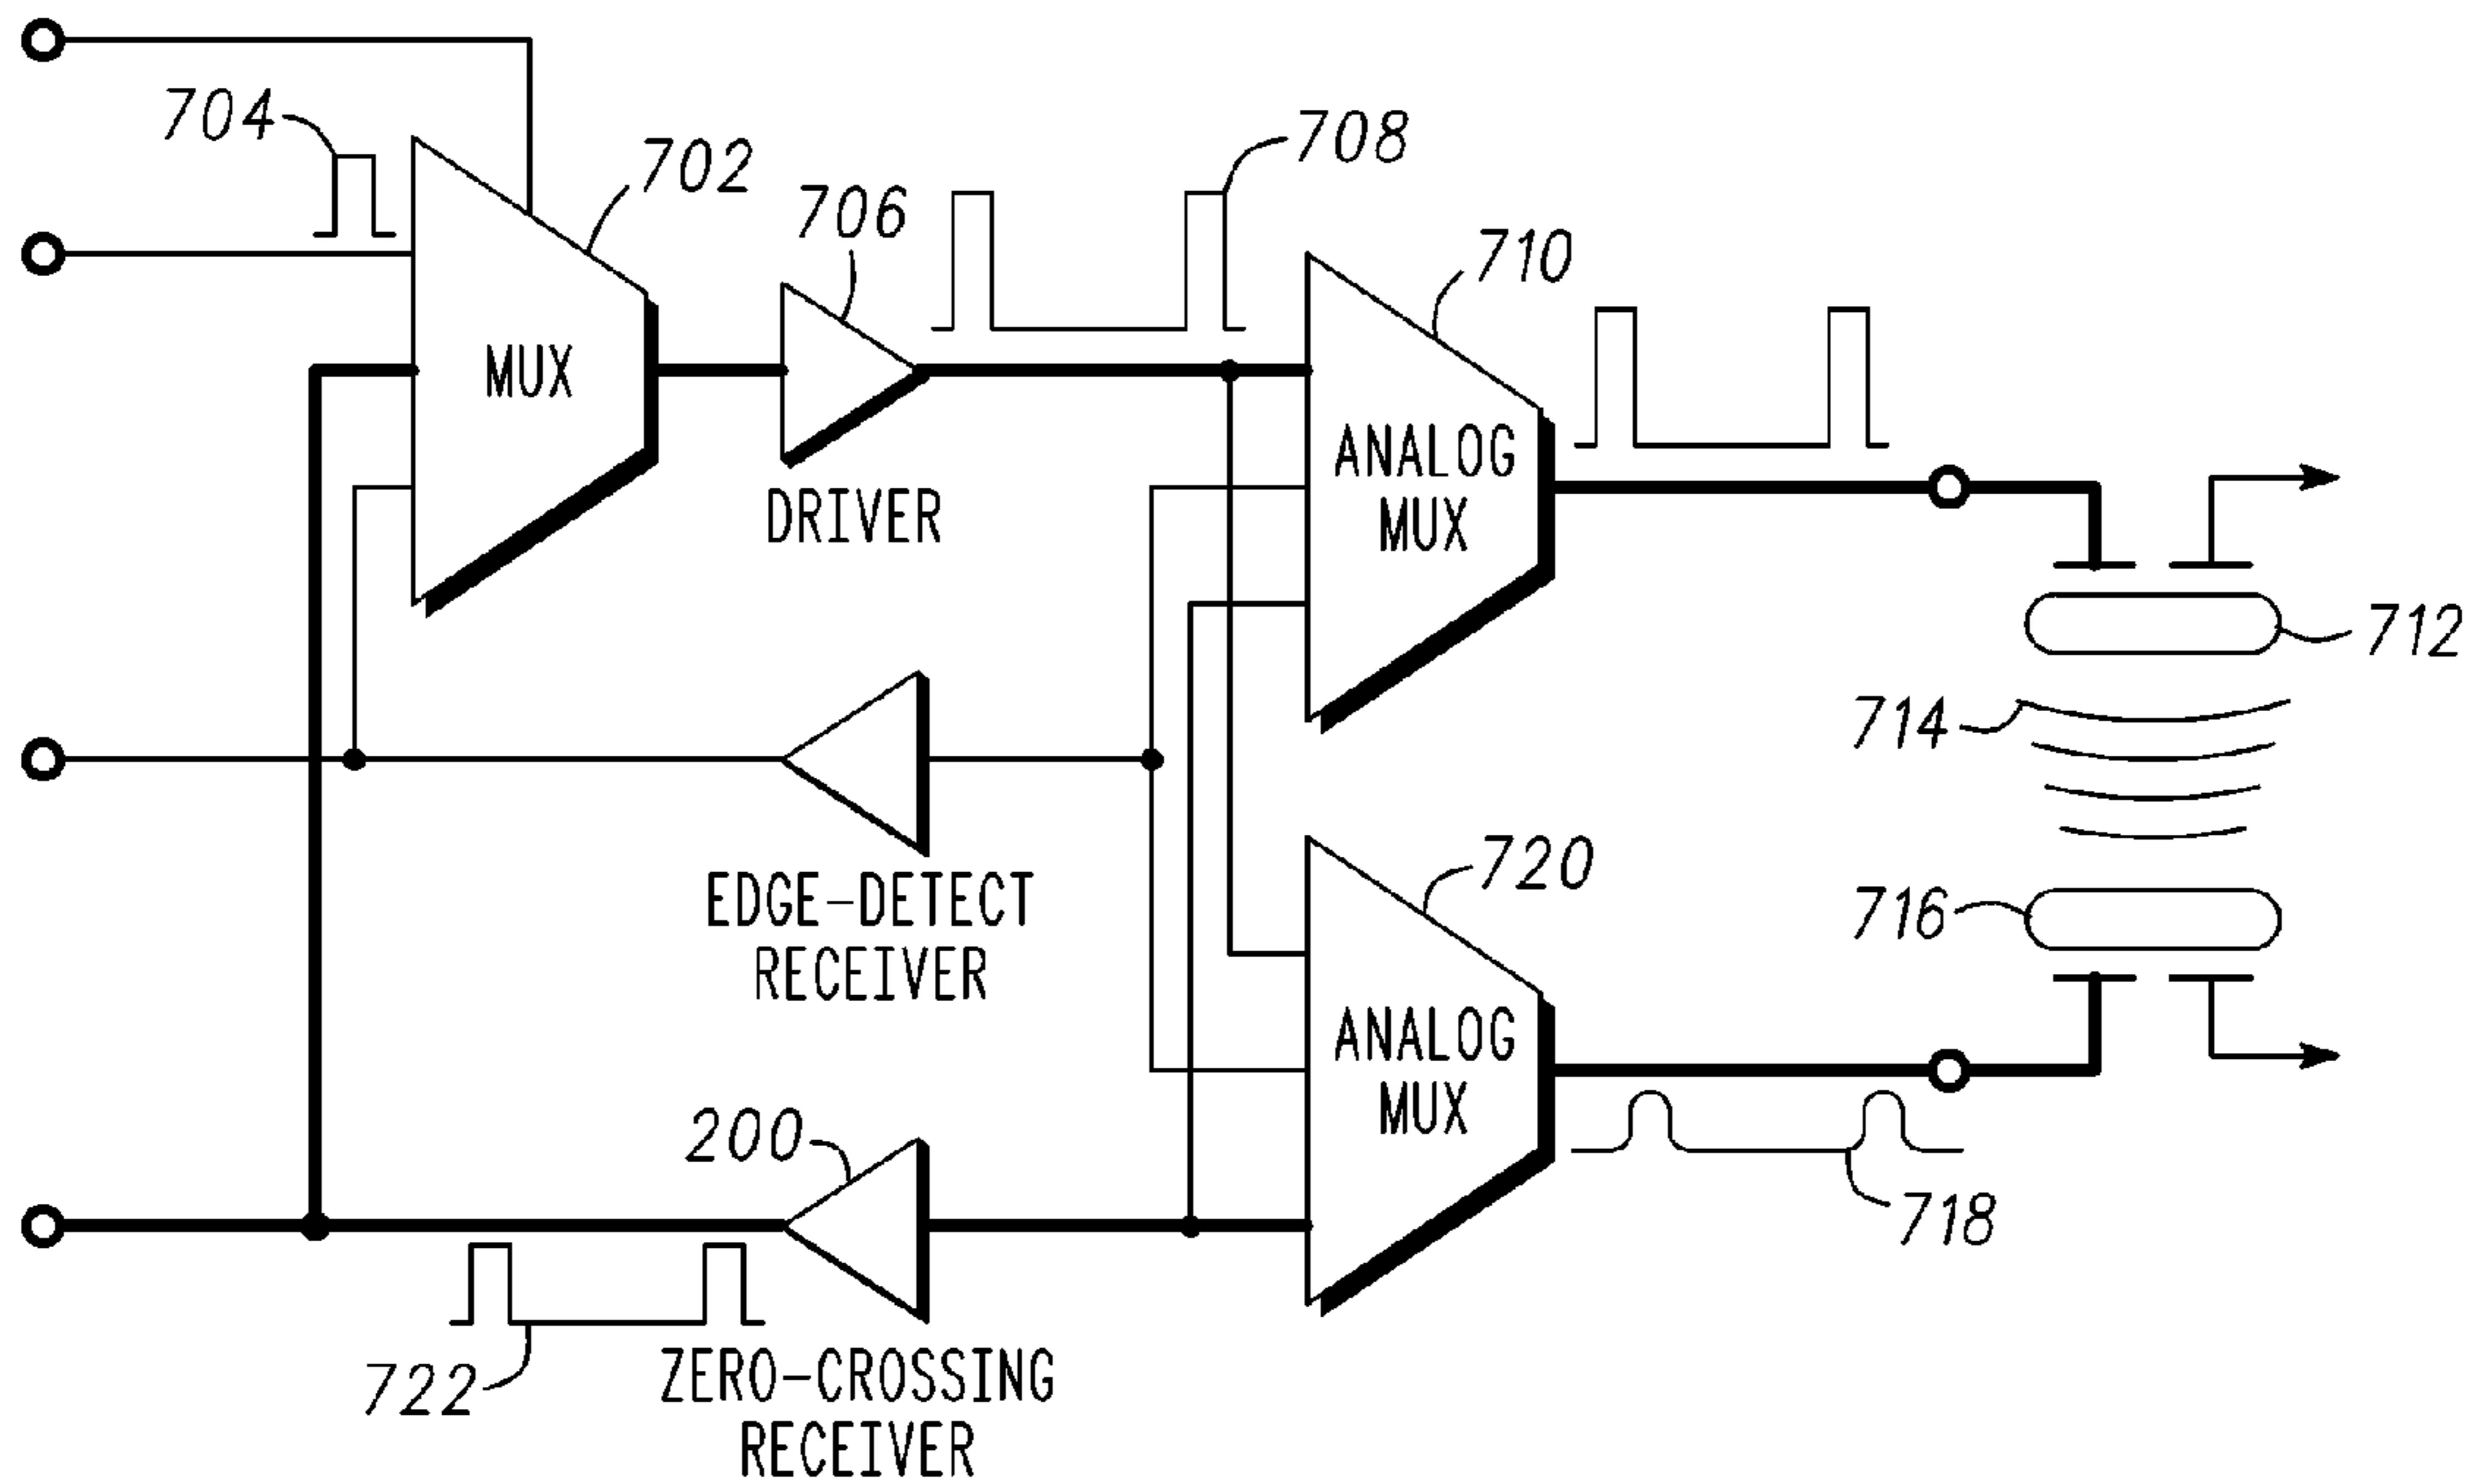 704
702
708
706
710
MUX
ANALOG
MUX
DRIVER
712
714
720
716
EDGE-DETECT
RECEIVER
ANALOG
MUX
200
718
722
ZERO-CROSSING
RECEIVER